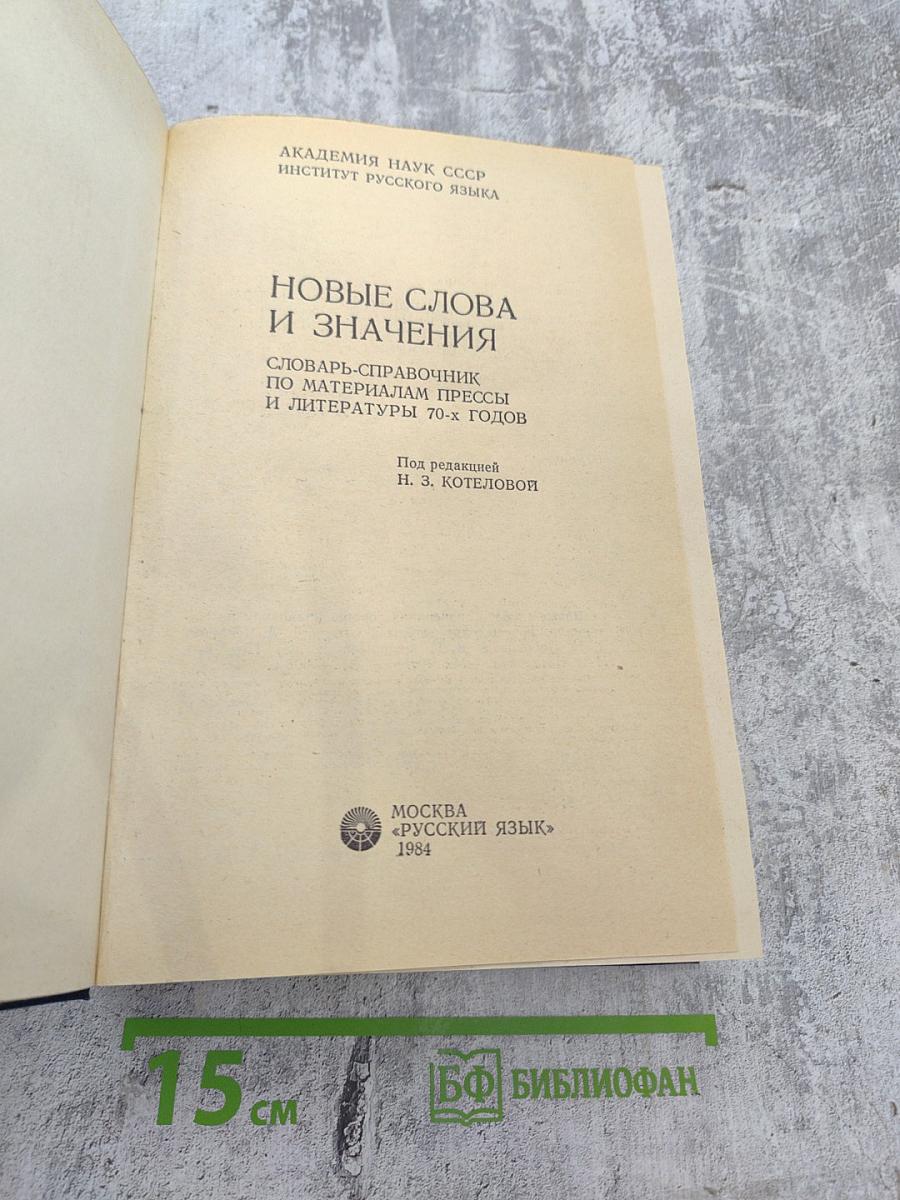 АКАДЕМИЯ НАУК СССР
ИНСТИТУТ РУССКОГО ЯЗЫКА
НОВЫЕ СЛОВА
И ЗНАЧЕНИЯ
СЛОВАРЬ-СПРАВОЧНИК
ПО МАТЕРИАЛАМ ПРЕССЫ
И ЛИТЕРАТУРЫ 70-х ГОДОВ
Под редакцией
Н. З. КОТЕЛОВОЙ
МОСКВА
«РУССКИЙ ЯЗЫК»
1984
15 см
БФ БИБЛИОФАН